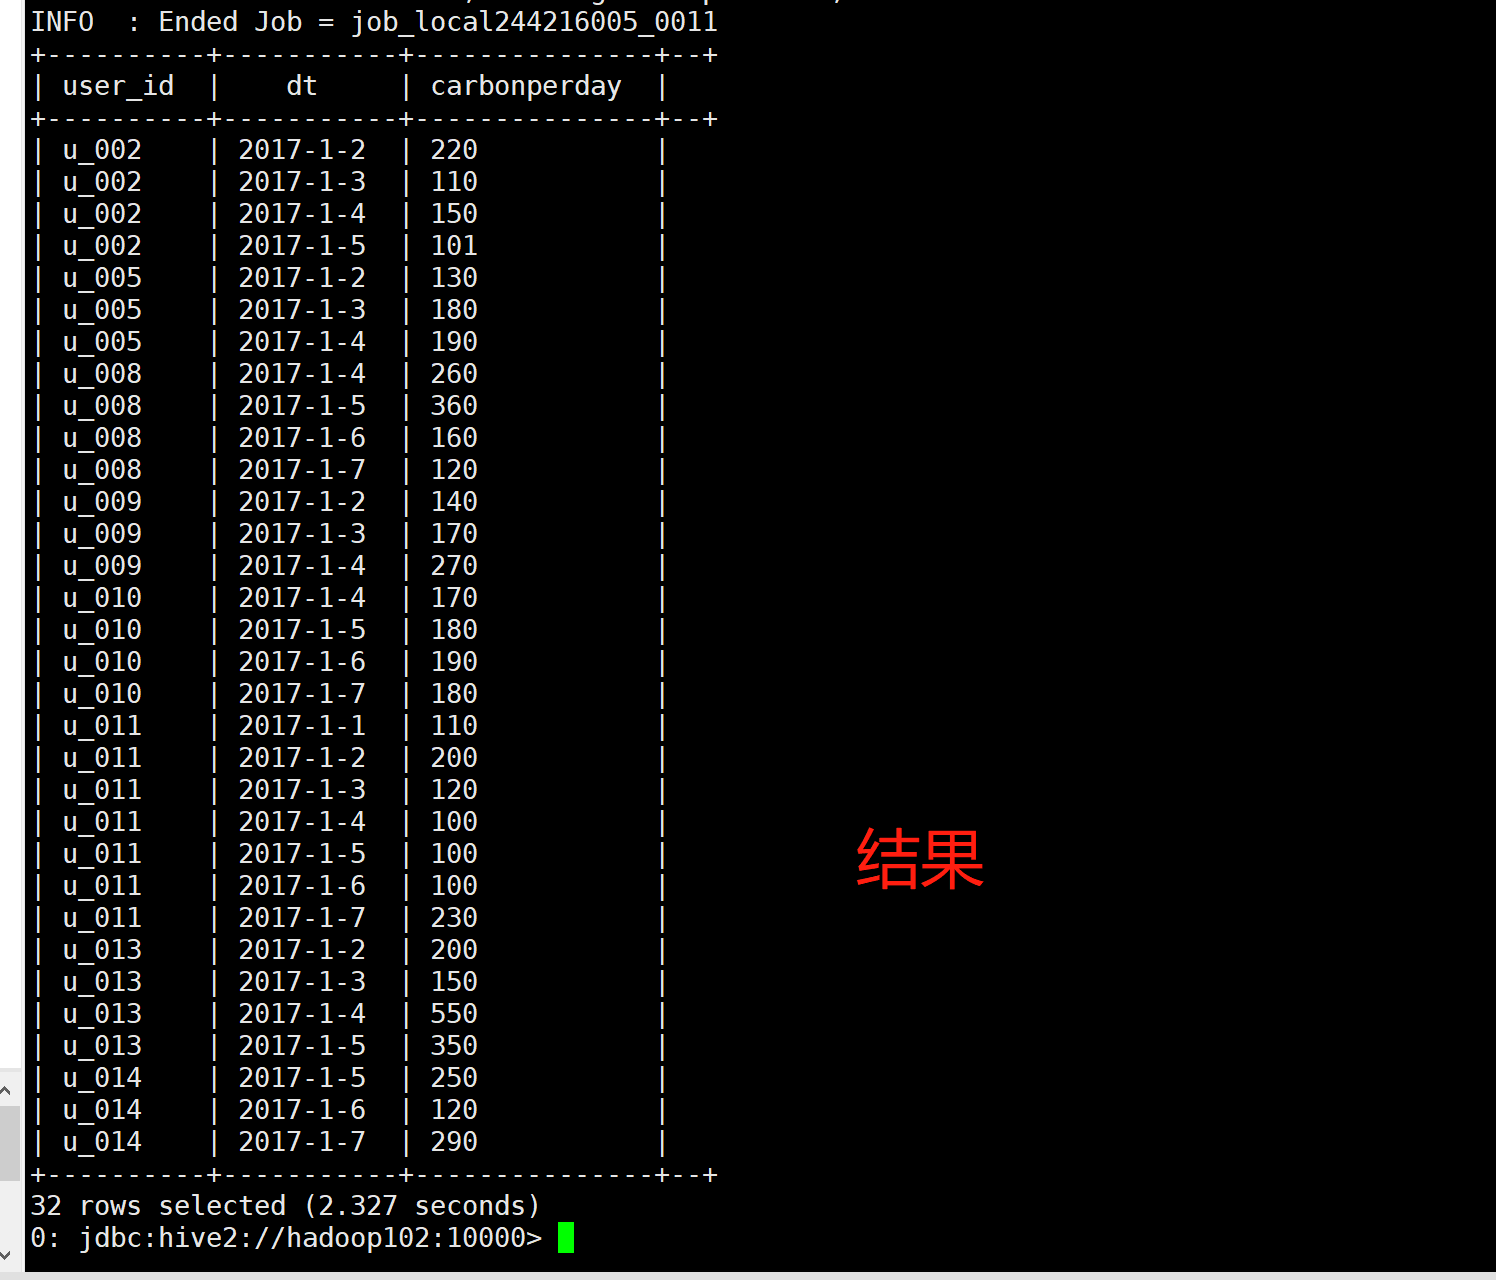 INFO  : Ended Job = job_local244216005_0011
+----------+-----------+---------------+--+
| user_id  |    dt     | carbonperday  |
+----------+-----------+---------------+--+
| u_002    | 2017-1-2  | 220           |
| u_002    | 2017-1-3  | 110           |
| u_002    | 2017-1-4  | 150           |
| u_002    | 2017-1-5  | 101           |
| u_005    | 2017-1-2  | 130           |
| u_005    | 2017-1-3  | 180           |
| u_005    | 2017-1-4  | 190           |
| u_008    | 2017-1-4  | 260           |
| u_008    | 2017-1-5  | 360           |
| u_008    | 2017-1-6  | 160           |
| u_008    | 2017-1-7  | 120           |
| u_009    | 2017-1-2  | 140           |
| u_009    | 2017-1-3  | 170           |
| u_009    | 2017-1-4  | 270           |
| u_010    | 2017-1-4  | 170           |
| u_010    | 2017-1-5  | 180           |
| u_010    | 2017-1-6  | 190           |
| u_010    | 2017-1-7  | 180           |
| u_011    | 2017-1-1  | 110           |
| u_011    | 2017-1-2  | 200           |
| u_011    | 2017-1-3  | 120           |
| u_011    | 2017-1-4  | 100           |
| u_011    | 2017-1-5  | 100           |
| u_011    | 2017-1-6  | 100           |
| u_011    | 2017-1-7  | 230           |
| u_013    | 2017-1-2  | 200           |
| u_013    | 2017-1-3  | 150           |
| u_013    | 2017-1-4  | 550           |
| u_013    | 2017-1-5  | 350           |
| u_014    | 2017-1-5  | 250           |
| u_014    | 2017-1-6  | 120           |
| u_014    | 2017-1-7  | 290           |
+----------+-----------+---------------+--+
32 rows selected (2.327 seconds)
0: jdbc:hive2://hadoop102:10000>
结果